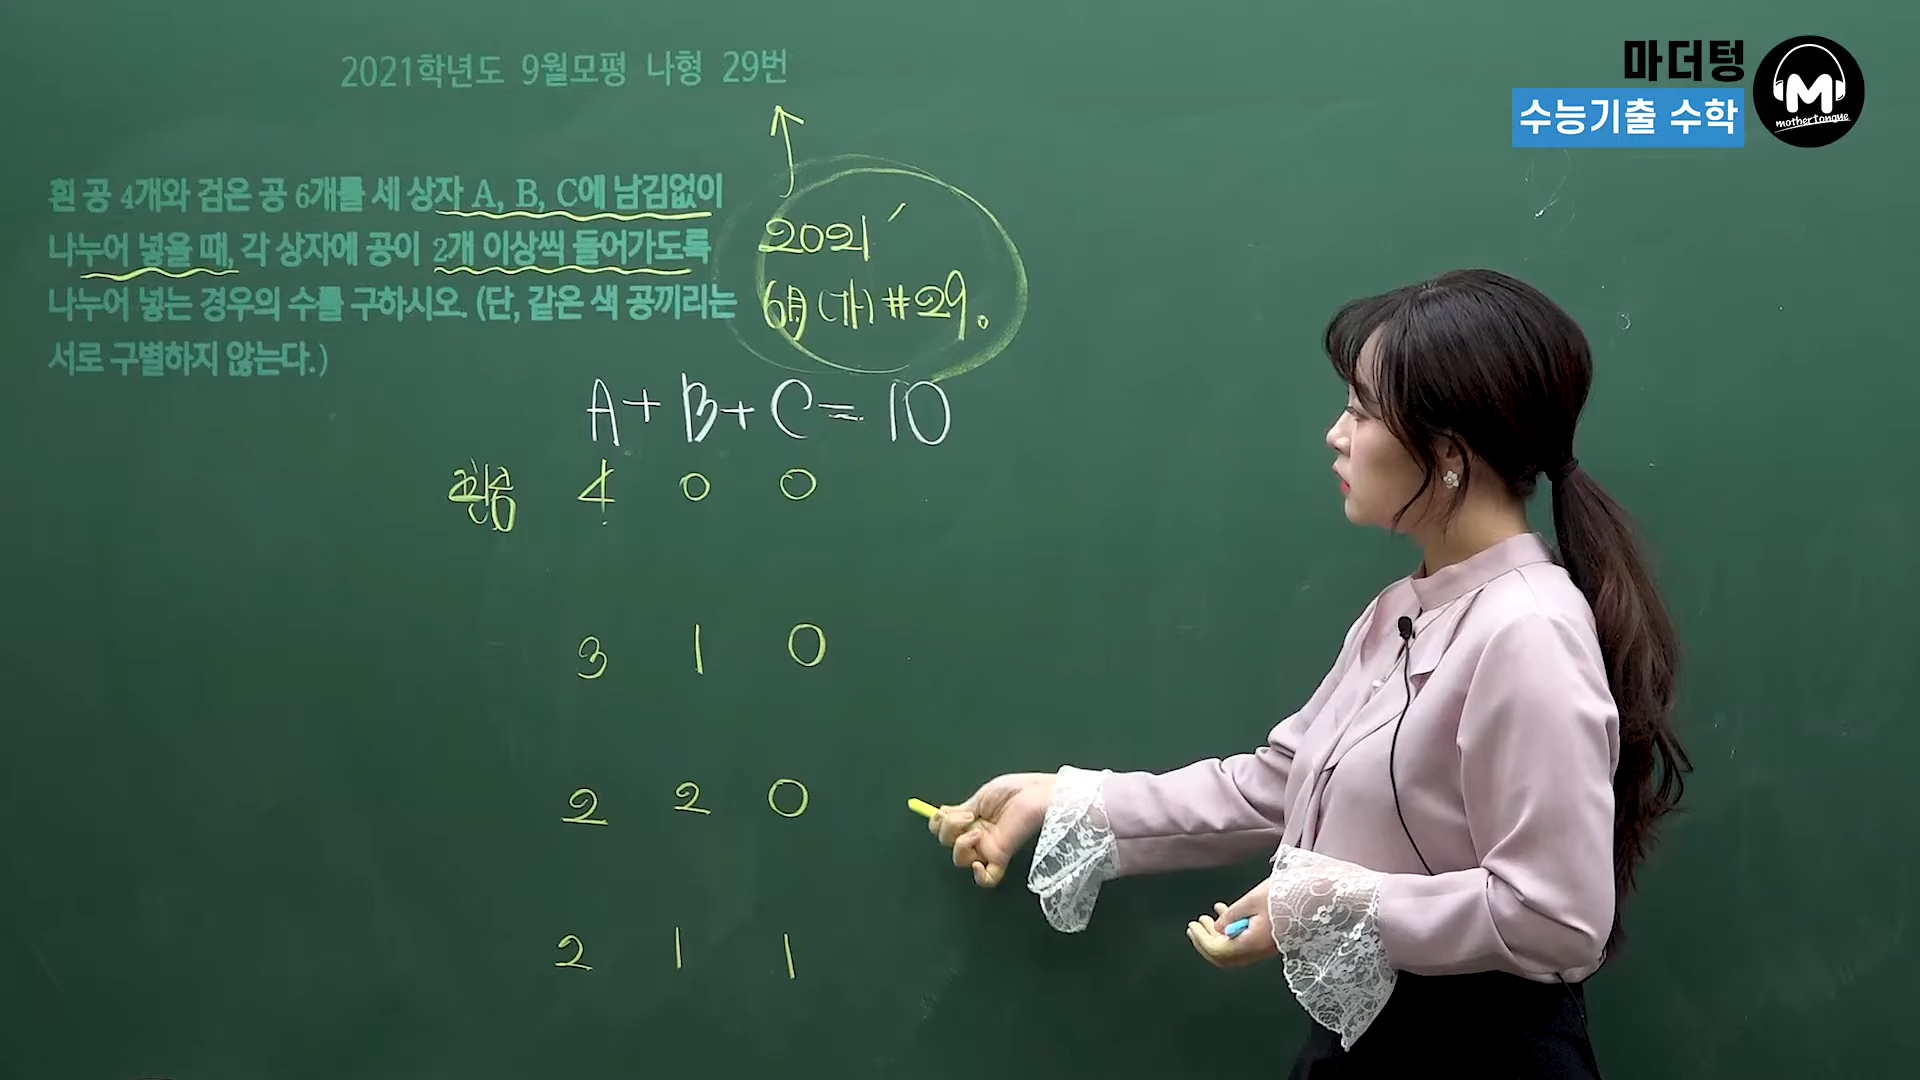 2021학년도 9월모평 나형 29번
마더텅
수능기출 수학
M
mothertongue
흰 공 4개와 검은 공 6개를 세 상자 A, B, C에 남김없이
나누어 넣을 때, 각 상자에 공이 2개 이상씩 들어가도록
나누어 넣는 경우의 수를 구하시오. (단, 같은 색 공끼리는
서로 구별하지 않는다.)
2021′
6月 (가) #29.
A + B + C = 10
흰공 4 0 0
3 1 0
2 2 0
2 1 1